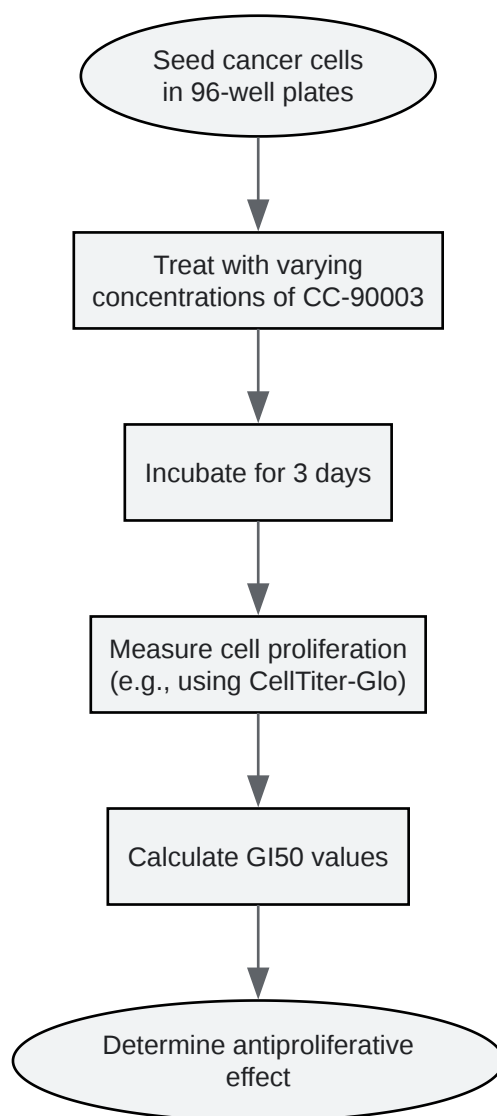 Seed cancer cells
in 96-well plates
Treat with varying
concentrations of CC-90003
Incubate for 3 days
Measure cell proliferation
(e.g., using CellTiter-Glo)
Calculate GI50 values
Determine antiproliferative
effect